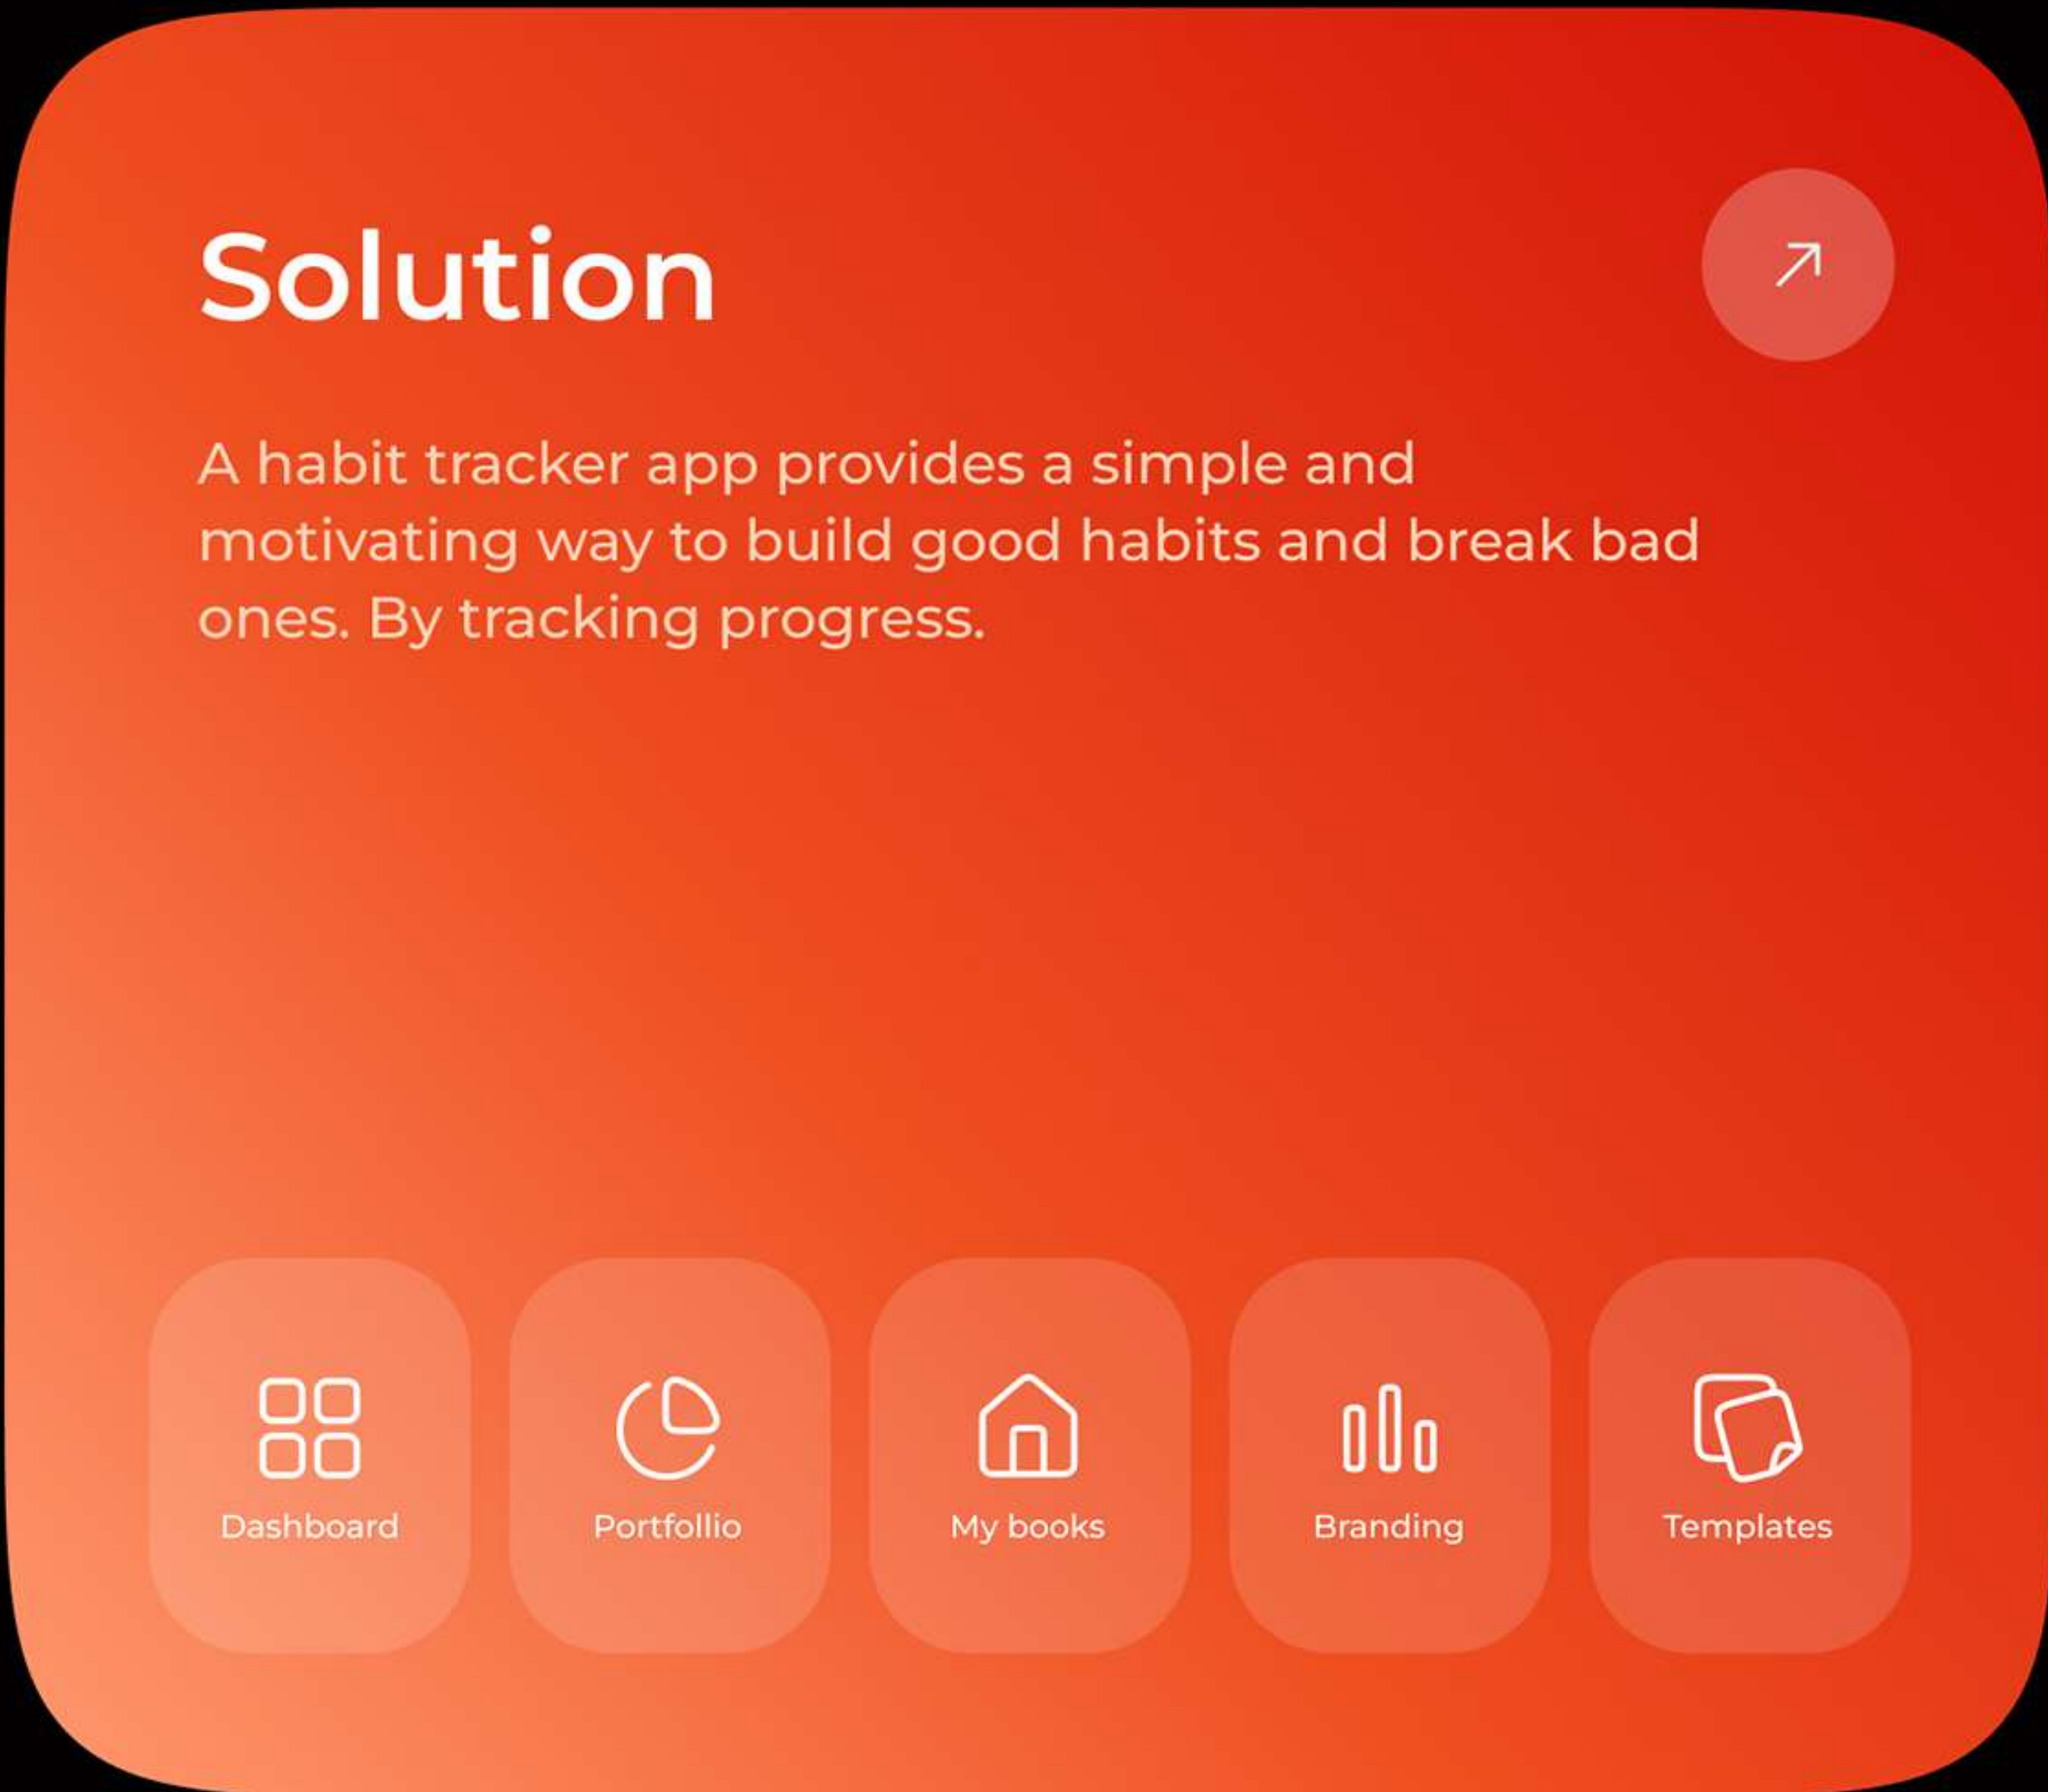 Solution
A habit tracker app provides a simple and
motivating way to build good habits and break bad
ones. By tracking progress.
Dashboard
Portfollio
My books
Branding
Templates